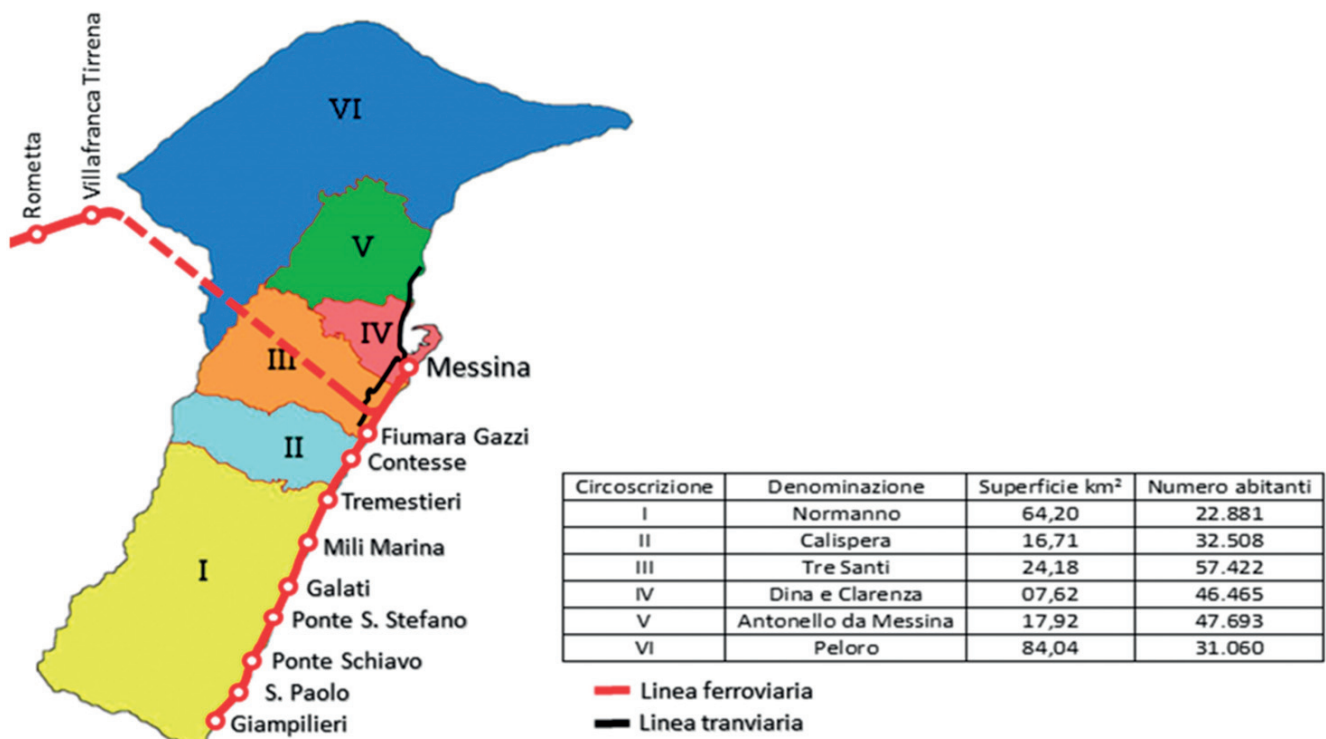 VI
Villafranca Tirrena
Rometta
V
IV
III
Messina
II
Fiumara Gazzi
Contesse
Tremestieri
Mili Marina
I
Galati
Ponte S. Stefano
Ponte Schiavo
S. Paolo
Giampilieri
Circoscrizione Denominazione Superficie km² Numero abitanti
I Normanno 64,20 22.881
II Calispera 16,71 32.508
III Tre Santi 24,18 57.422
IV Dina e Clarenza 07,62 46.465
V Antonello da Messina 17,92 47.693
VI Peloro 84,04 31.060
Linea ferroviaria
Linea tranviaria